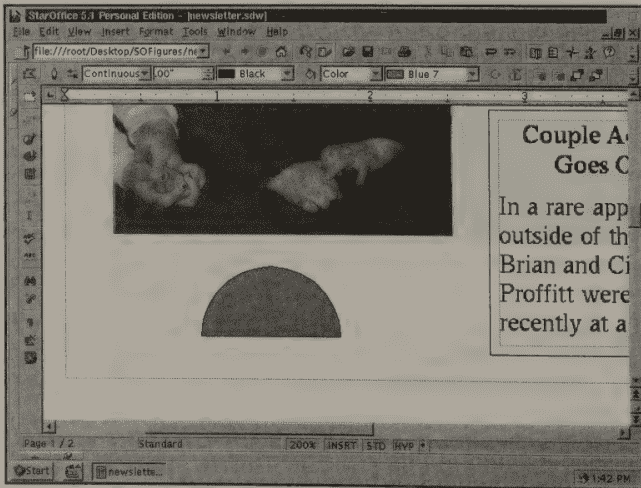 StarOffice 5.1 Personal Edition - [newsletter.sdw]
File Edit View Insert Format Tools Window Help
file:///root/Desktop/SOFigures/ne
Continuous .00" Black Color Blue 7
1 2 3
Couple A
Goes C
In a rare app
outside of th
Brian and Ci
Proffitt were
recently at a
Page 1 / 2 Standard 200% INSRT STD HYP *
Start newslette... 1:42 PM